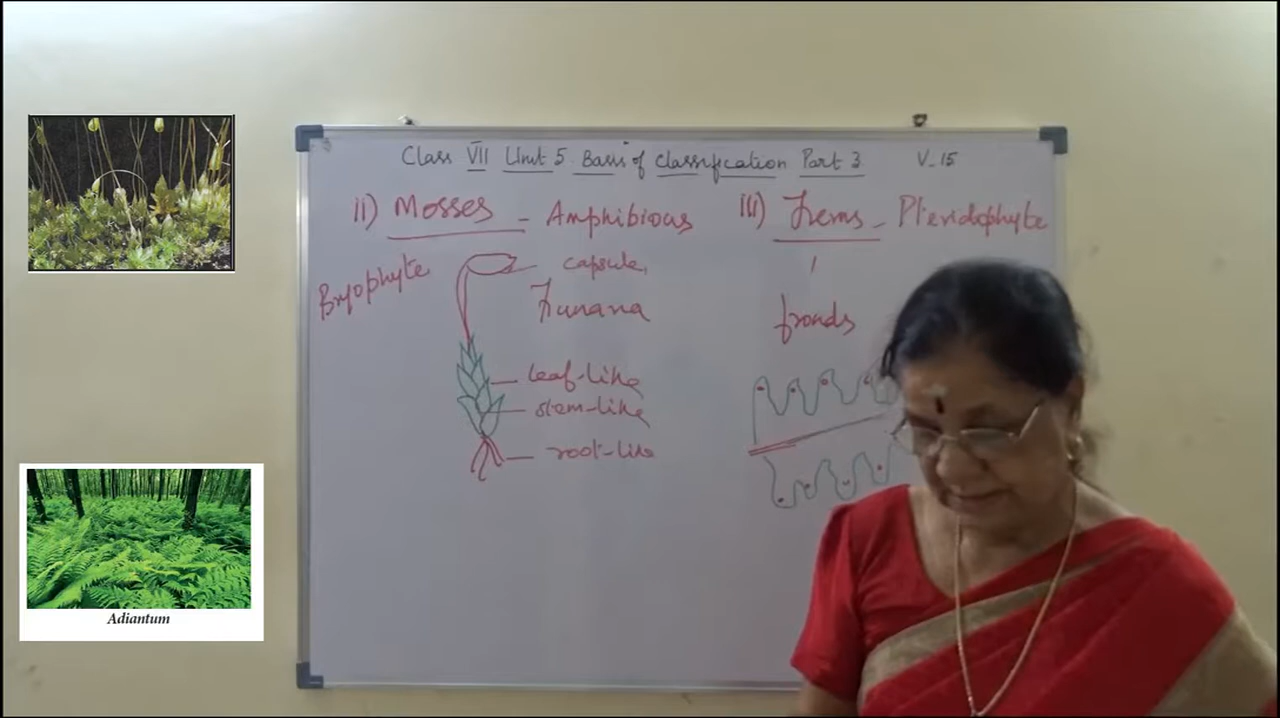 Class VII Unit 5 Basis of Classification Part 3 V-15
ii) Mosses - Amphibious
Bryophyte
capsule
Funaria
leaf-like
stem-like
root-like
iii) Ferns - Pteridophyte
fronds
Adiantum